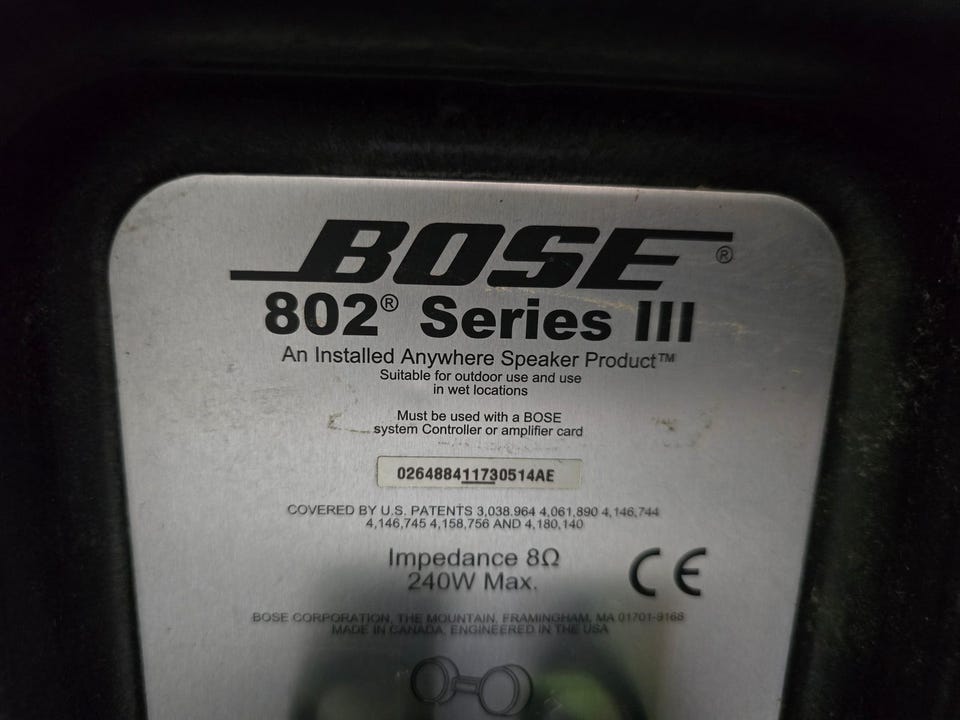 BOSE®
802® Series III
An Installed Anywhere Speaker Product™
Suitable for outdoor use and use
in wet locations
Must be used with a BOSE
system Controller or amplifier card
026488411730514AE
COVERED BY U.S. PATENTS 3,038.964 4,061,890 4,146,744
4,146,745 4,158,756 AND 4,180,140
Impedance 8Ω
240W Max.
CE
BOSE CORPORATION, THE MOUNTAIN, FRAMINGHAM, MA 01701-9168
MADE IN CANADA, ENGINEERED IN THE USA